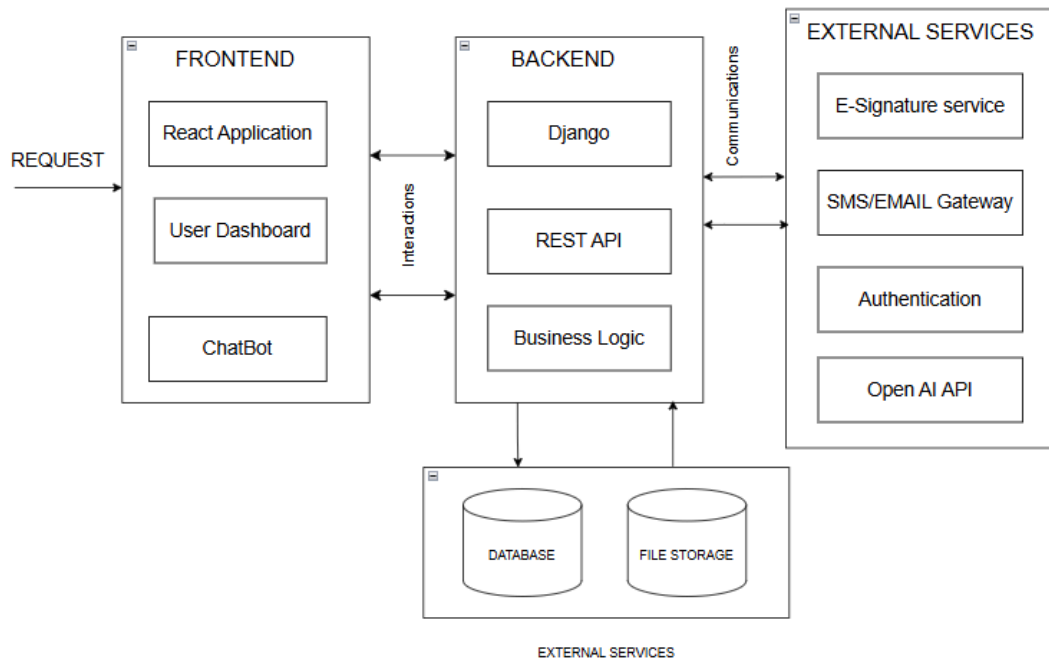 REQUEST
FRONTEND
React Application
User Dashboard
ChatBot
Interactions
BACKEND
Django
REST API
Business Logic
Communications
EXTERNAL SERVICES
E-Signature service
SMS/EMAIL Gateway
Authentication
Open AI API
DATABASE
FILE STORAGE
EXTERNAL SERVICES